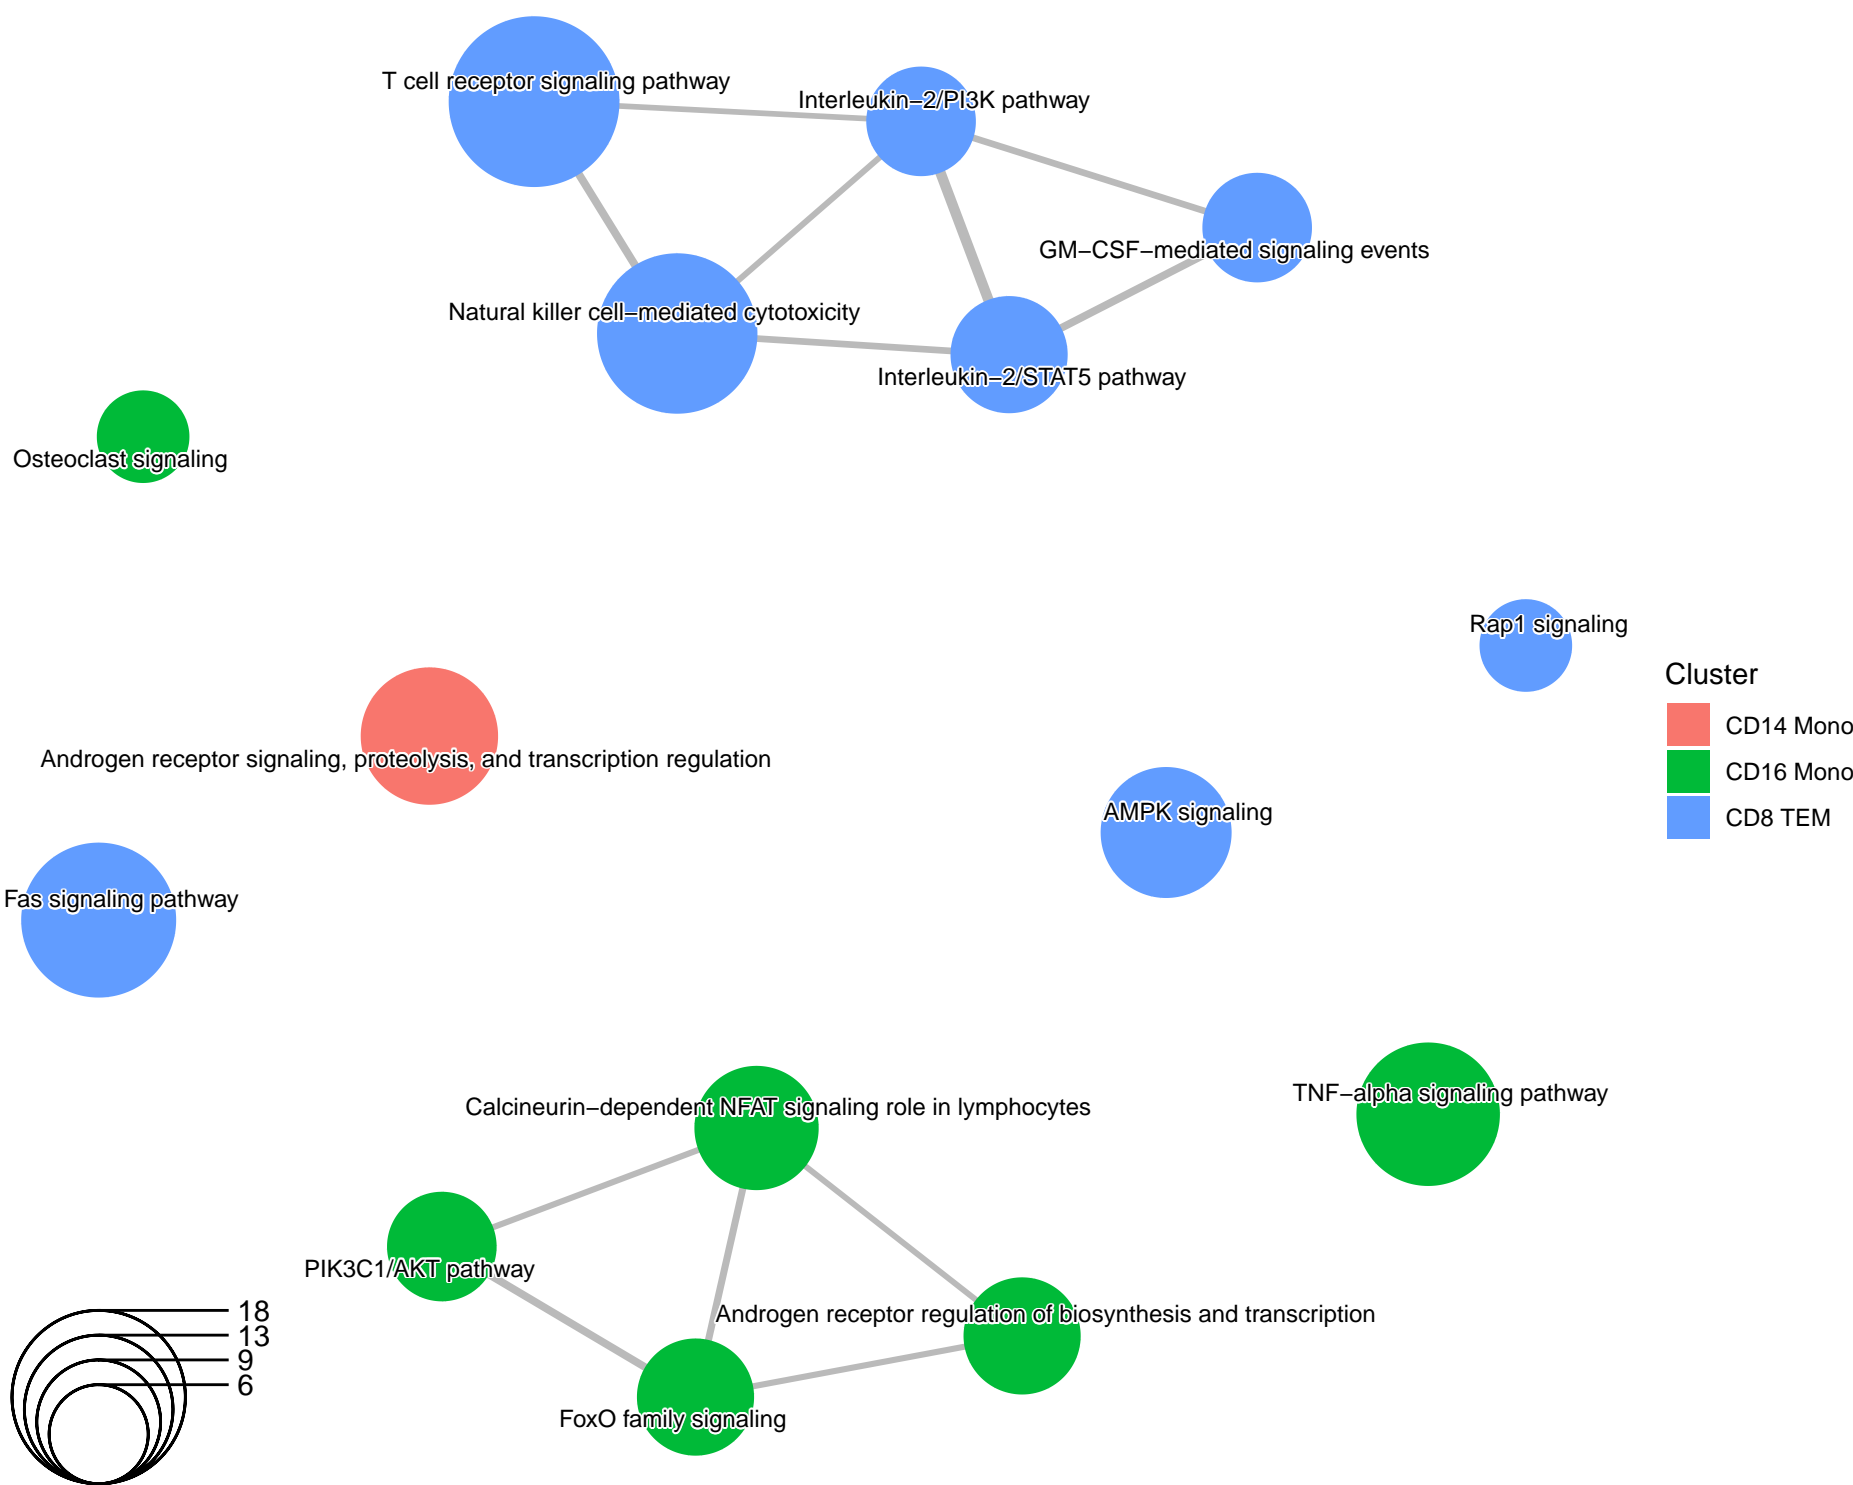 T cell receptor signaling pathway
Interleukin−2/PI3K pathway
GM−CSF−mediated signaling events
Natural killer cell−mediated cytotoxicity
Interleukin−2/STAT5 pathway
Osteoclast signaling
Rap1 signaling
Cluster
CD14 Mono
CD16 Mono
CD8 TEM
Androgen receptor signaling, proteolysis, and transcription regulation
AMPK signaling
Fas signaling pathway
TNF−alpha signaling pathway
Calcineurin−dependent NFAT signaling role in lymphocytes
PIK3C1/AKT pathway
Androgen receptor regulation of biosynthesis and transcription
FoxO family signaling
18
13
9
6